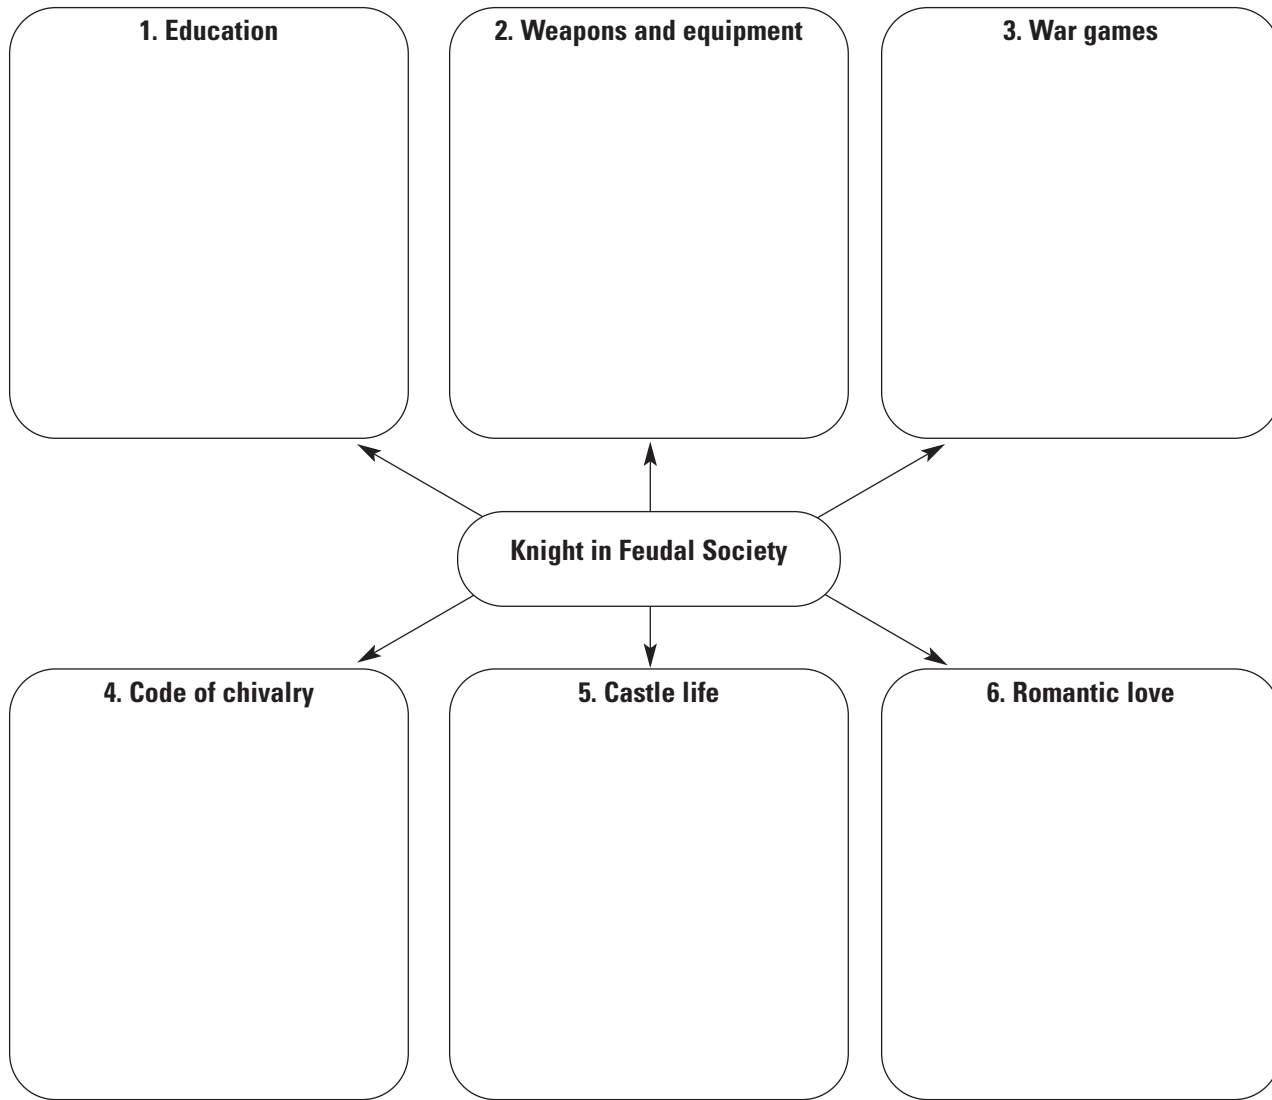 1. Education
2. Weapons and equipment
3. War games
Knight in Feudal Society
4. Code of chivalry
5. Castle life
6. Romantic love